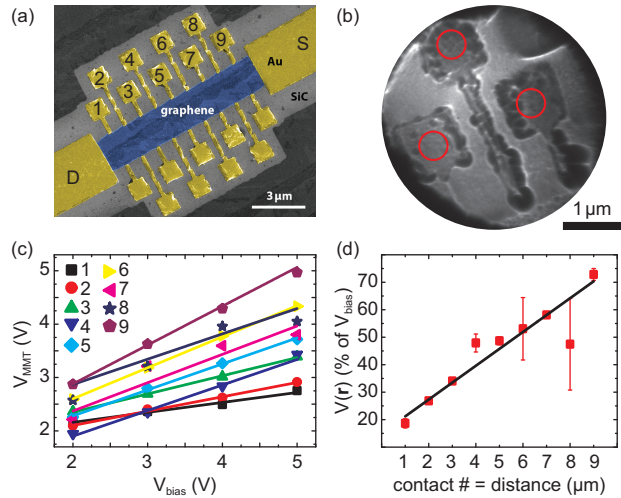 (a)
S
8
6
9
4
7
Au
2
5
3
SiC
1
graphene
D
3 µm
(b)
1 µm
(c)
5
4
3
2
V_MMT (V)
1
2
3
4
5
6
7
8
9
2 3 4 5
V_bias (V)
(d)
70
60
50
40
30
20
10
V(r) (% of V_bias)
1 2 3 4 5 6 7 8 9
contact # = distance (µm)